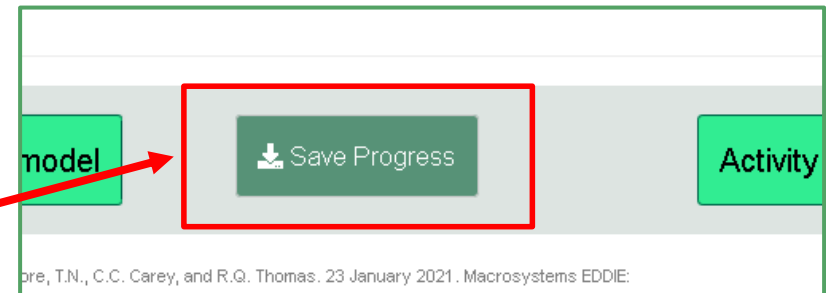 model Save Progress Activity
ore, T.N., C.C. Carey, and R.Q. Thomas. 23 January 2021. Macrosystems EDDIE: